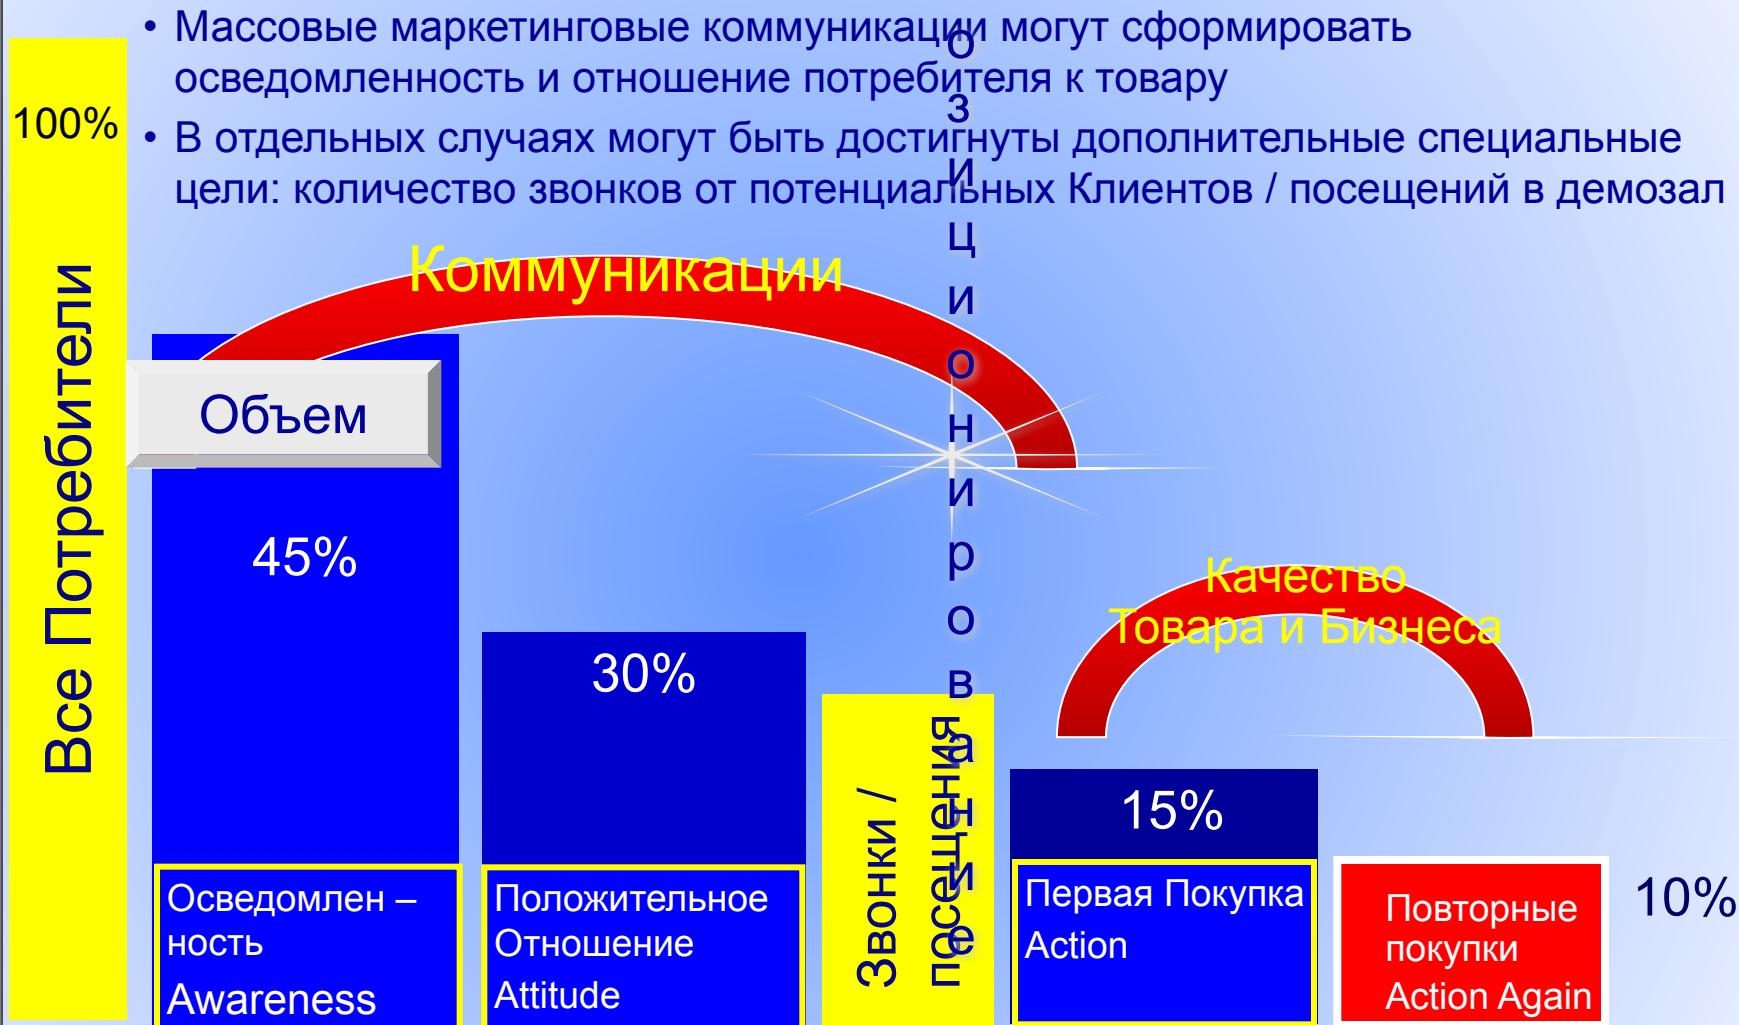 • Массовые маркетинговые коммуникации могут сформировать
осведомленность и отношение потребителя к товару
• В отдельных случаях могут быть достигнуты дополнительные специальные
цели: количество звонков от потенциальных Клиентов / посещений в демозал
100%
Все Потребители
Коммуникации
Объем
45%
30%
озиционирование
Качество
Товара и Бизнеса
Звонки /
посещения
15%
10%
Осведомлен –
ность
Awareness
Положительное
Отношение
Attitude
Первая Покупка
Action
Повторные
покупки
Action Again